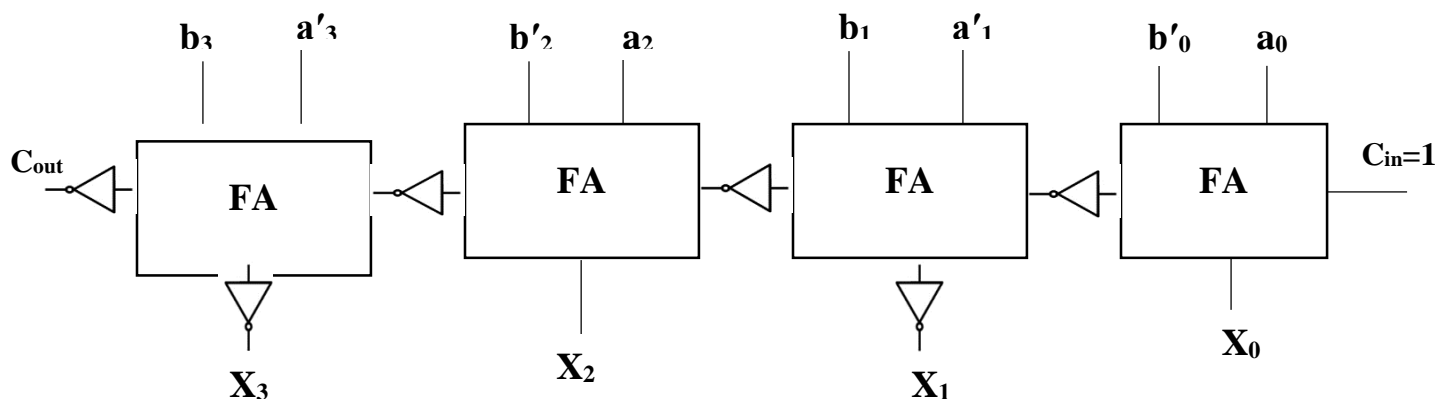 b₃ a′₃ b′₂ a₂ b₁ a′₁ b′₀ a₀
Cout FA FA FA FA Cin=1
X₃ X₂ X₁ X₀